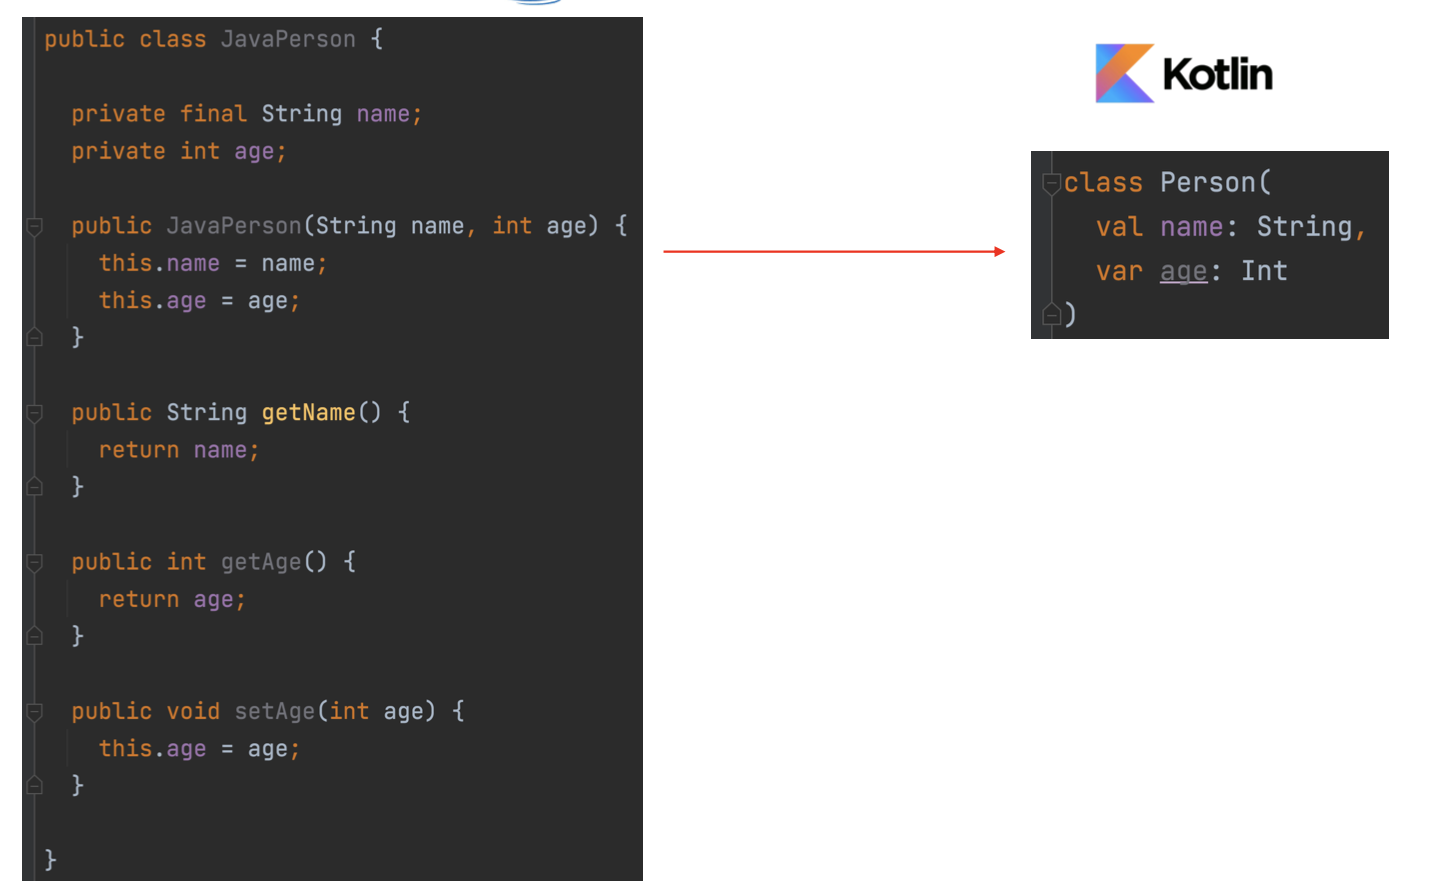 public class JavaPerson {
private final String name;
private int age;
public JavaPerson(String name, int age) {
this.name = name;
this.age = age;
}
public String getName() {
return name;
}
public int getAge() {
return age;
}
public void setAge(int age) {
this.age = age;
}
}
Kotlin
class Person(
val name: String,
var age: Int
)